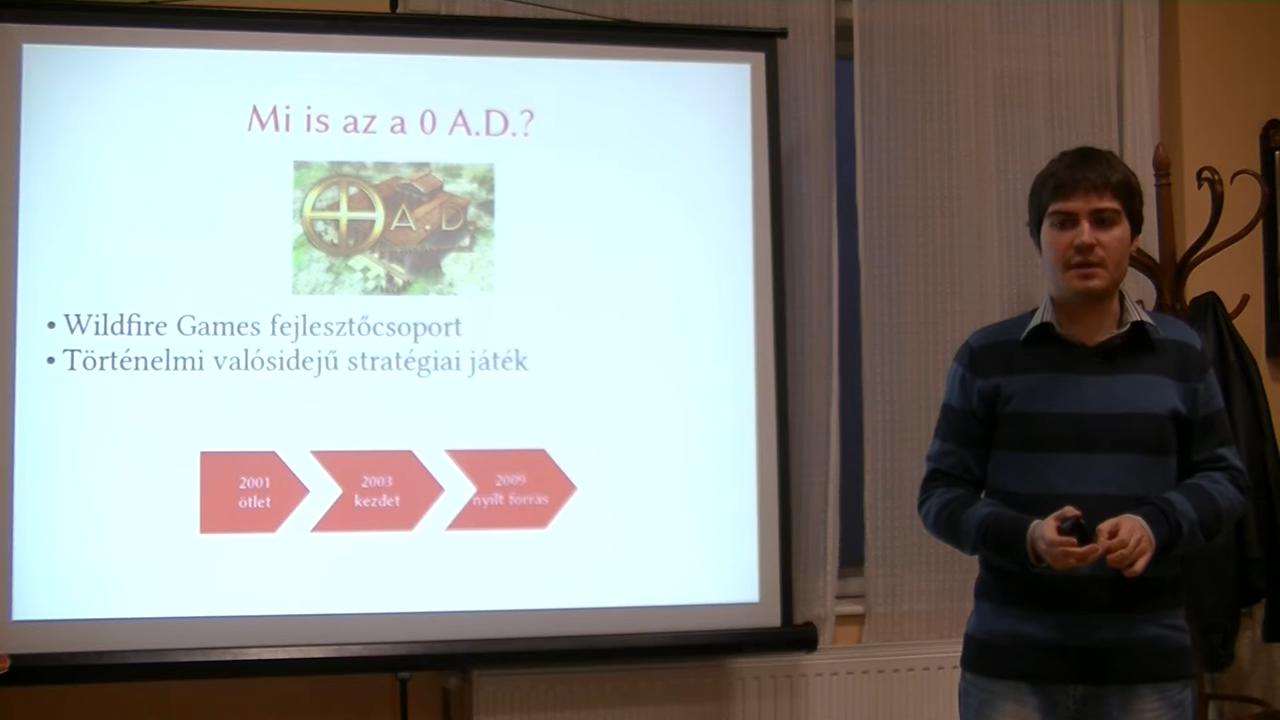 Mi is az a 0 A.D.?
A.D.
• Wildfire Games fejlesztőcsoport
• Történelmi valósidejű stratégiai játék
2001
ötlet
2003
kezdet
2009
nyílt forrás